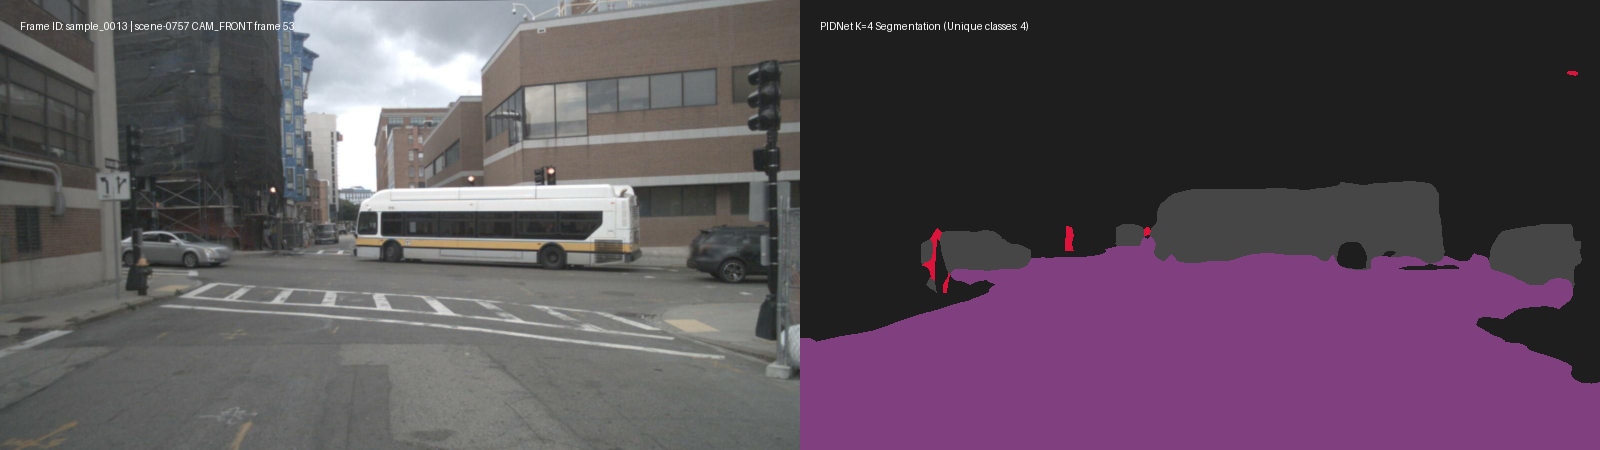 Frame ID: sample_0013 | scene-0757 CAM_FRONT frame 53
PIDNet K=4 Segmentation (Unique classes: 4)